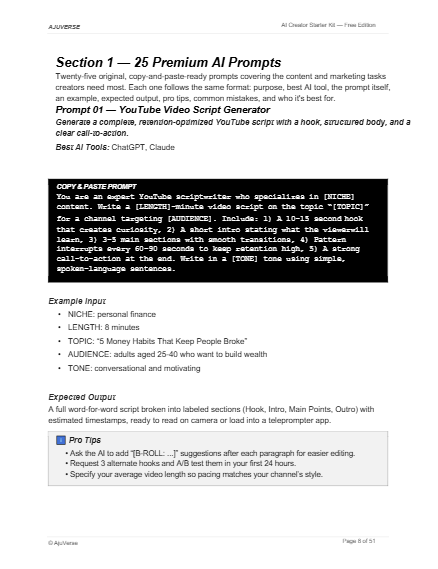 AJUVERSE
AI Creator Starter Kit — Free Edition
Section 1 — 25 Premium AI Prompts
Twenty-five original, copy-and-paste-ready prompts covering the content and marketing tasks
creators need most. Each one follows the same format: purpose, best AI tool, the prompt itself,
an example, expected output, pro tips, common mistakes, and who it's best for.
Prompt 01 — YouTube Video Script Generator
Generate a complete, retention-optimized YouTube video script with a hook, structured body, and a
clear call-to-action.
Best AI Tools: ChatGPT, Claude
COPY & PASTE PROMPT
You are an expert YouTube scriptwriter who specializes in [NICHE]
content. Write a [LENGTH]-minute video script on the topic "[TOPIC]"
for a channel targeting [AUDIENCE]. Include: 1) A 10-15 second hook
that creates curiosity, 2) A short intro stating what the viewerwill
learn, 3) 3-5 main sections with smooth transitions, 4) Pattern
interrupts every 60-90 seconds to keep retention high, 5) A strong
call-to-action at the end. Write in a [TONE] tone using simple,
spoken-language sentences.
Example Input
• NICHE: personal finance
• LENGTH: 8 minutes
• TOPIC: "5 Money Habits That Keep People Broke"
• AUDIENCE: adults aged 25-40 who want to build wealth
• TONE: conversational and motivating
Expected Output
A full word-for-word script broken into labeled sections (Hook, Intro, Main Points, Outro) with
estimated timestamps, ready to read on camera or load into a teleprompter app.
Pro Tips
• Ask the AI to add "[B-ROLL: ...]" suggestions after each paragraph for easier editing.
• Request 3 alternate hooks and A/B test them in your first 24 hours.
• Specify your average video length so pacing matches your channel's style.
© AjuVerse
Page 8 of 51